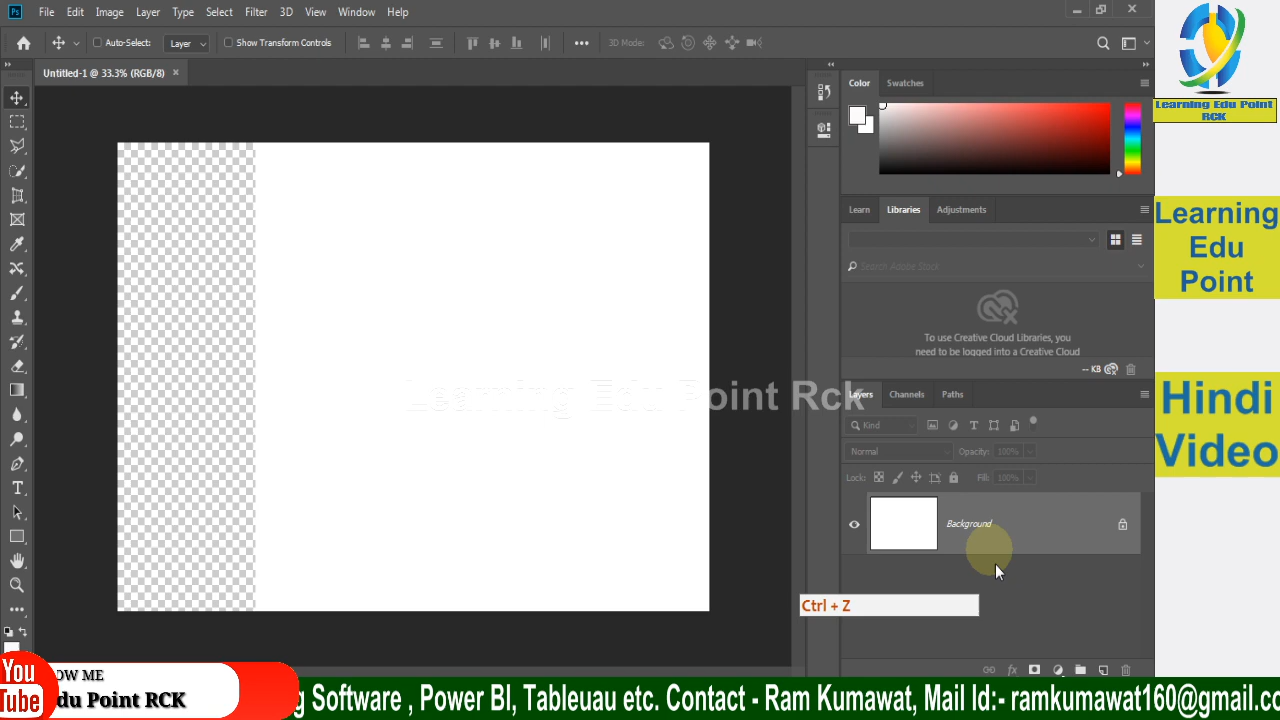 Ps File Edit Image Layer Type Select Filter 3D View Window Help
Auto-Select: Layer Show Transform Controls 3D Mode:
Untitled-1 @ 33.3% (RGB/8)
Color Swatches
Learn Libraries Adjustments
Search Adobe Stock
To use Creative Cloud Libraries, you
need to be logged into a Creative Cloud
-- KB
Layers Channels Paths
Kind
Normal Opacity: 100%
Lock: Fill: 100%
Background
Ctrl + Z
Learning Edu Point Rck
Learning Edu Point
RCK
Learning
Edu
Point
Hindi
Video
You
Tube
OW ME
du Point RCK
g Software , Power BI, Tableuau etc. Contact - Ram Kumawat, Mail Id:- ramkumawat160@gmail.co